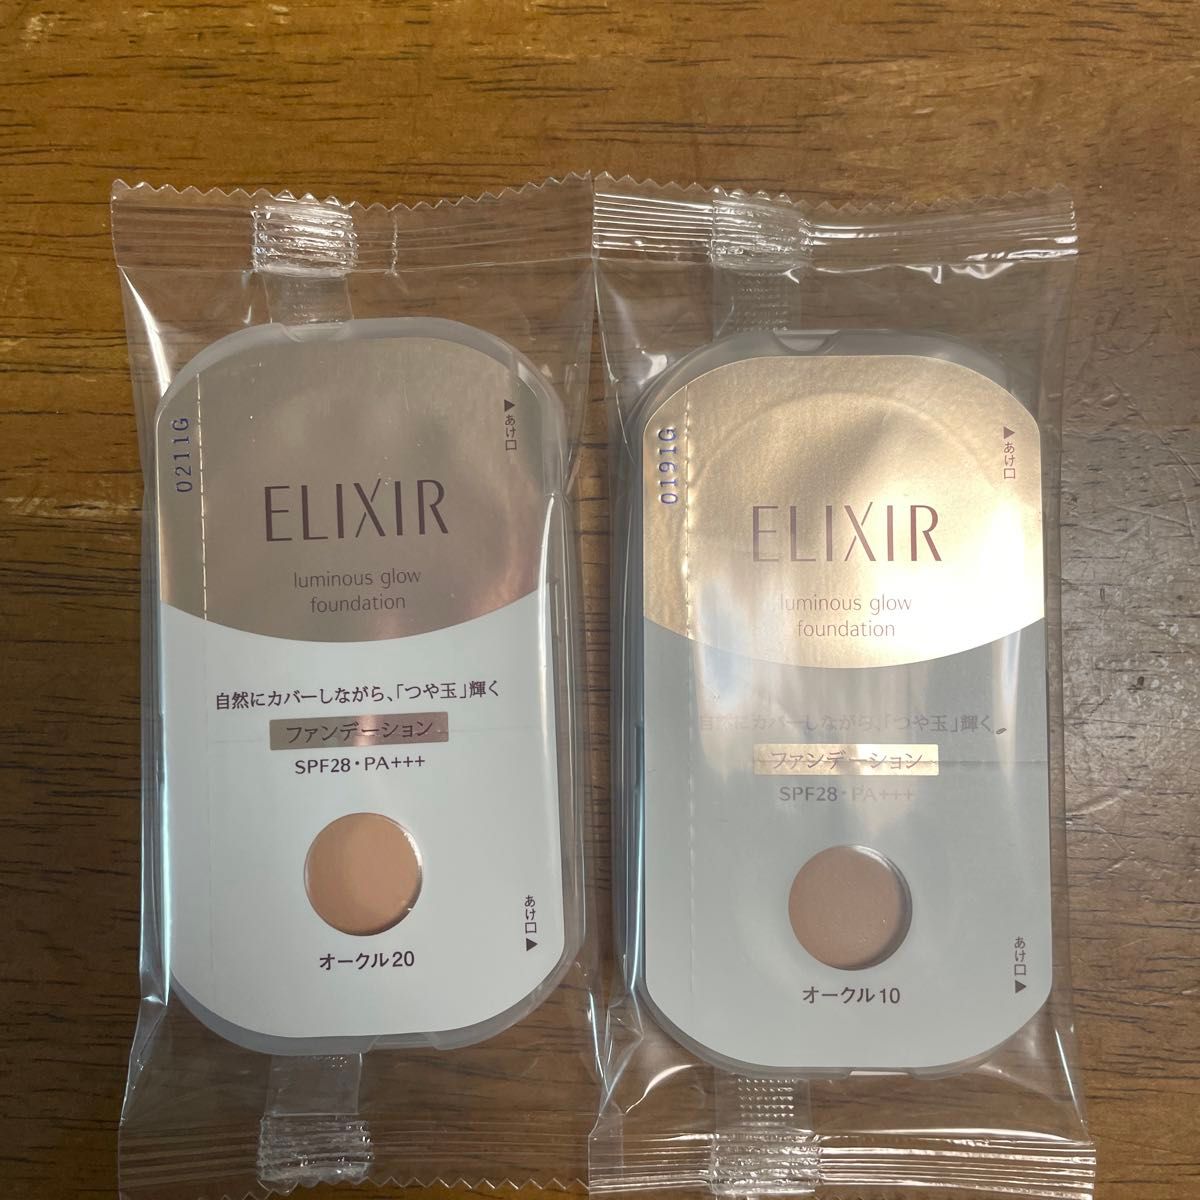 0211G
▶あけ口
ELIXIR
luminous glow
foundation
自然にカバーしながら、「つや玉」輝く
ファンデーション
SPF28・PA+++
あけ口▶
オークル20
0191G
▶あけ口
ELIXIR
luminous glow
foundation
自然にカバーしながら、「つや玉」輝く
ファンデーション
SPF28・PA+++
あけ口▶
オークル10